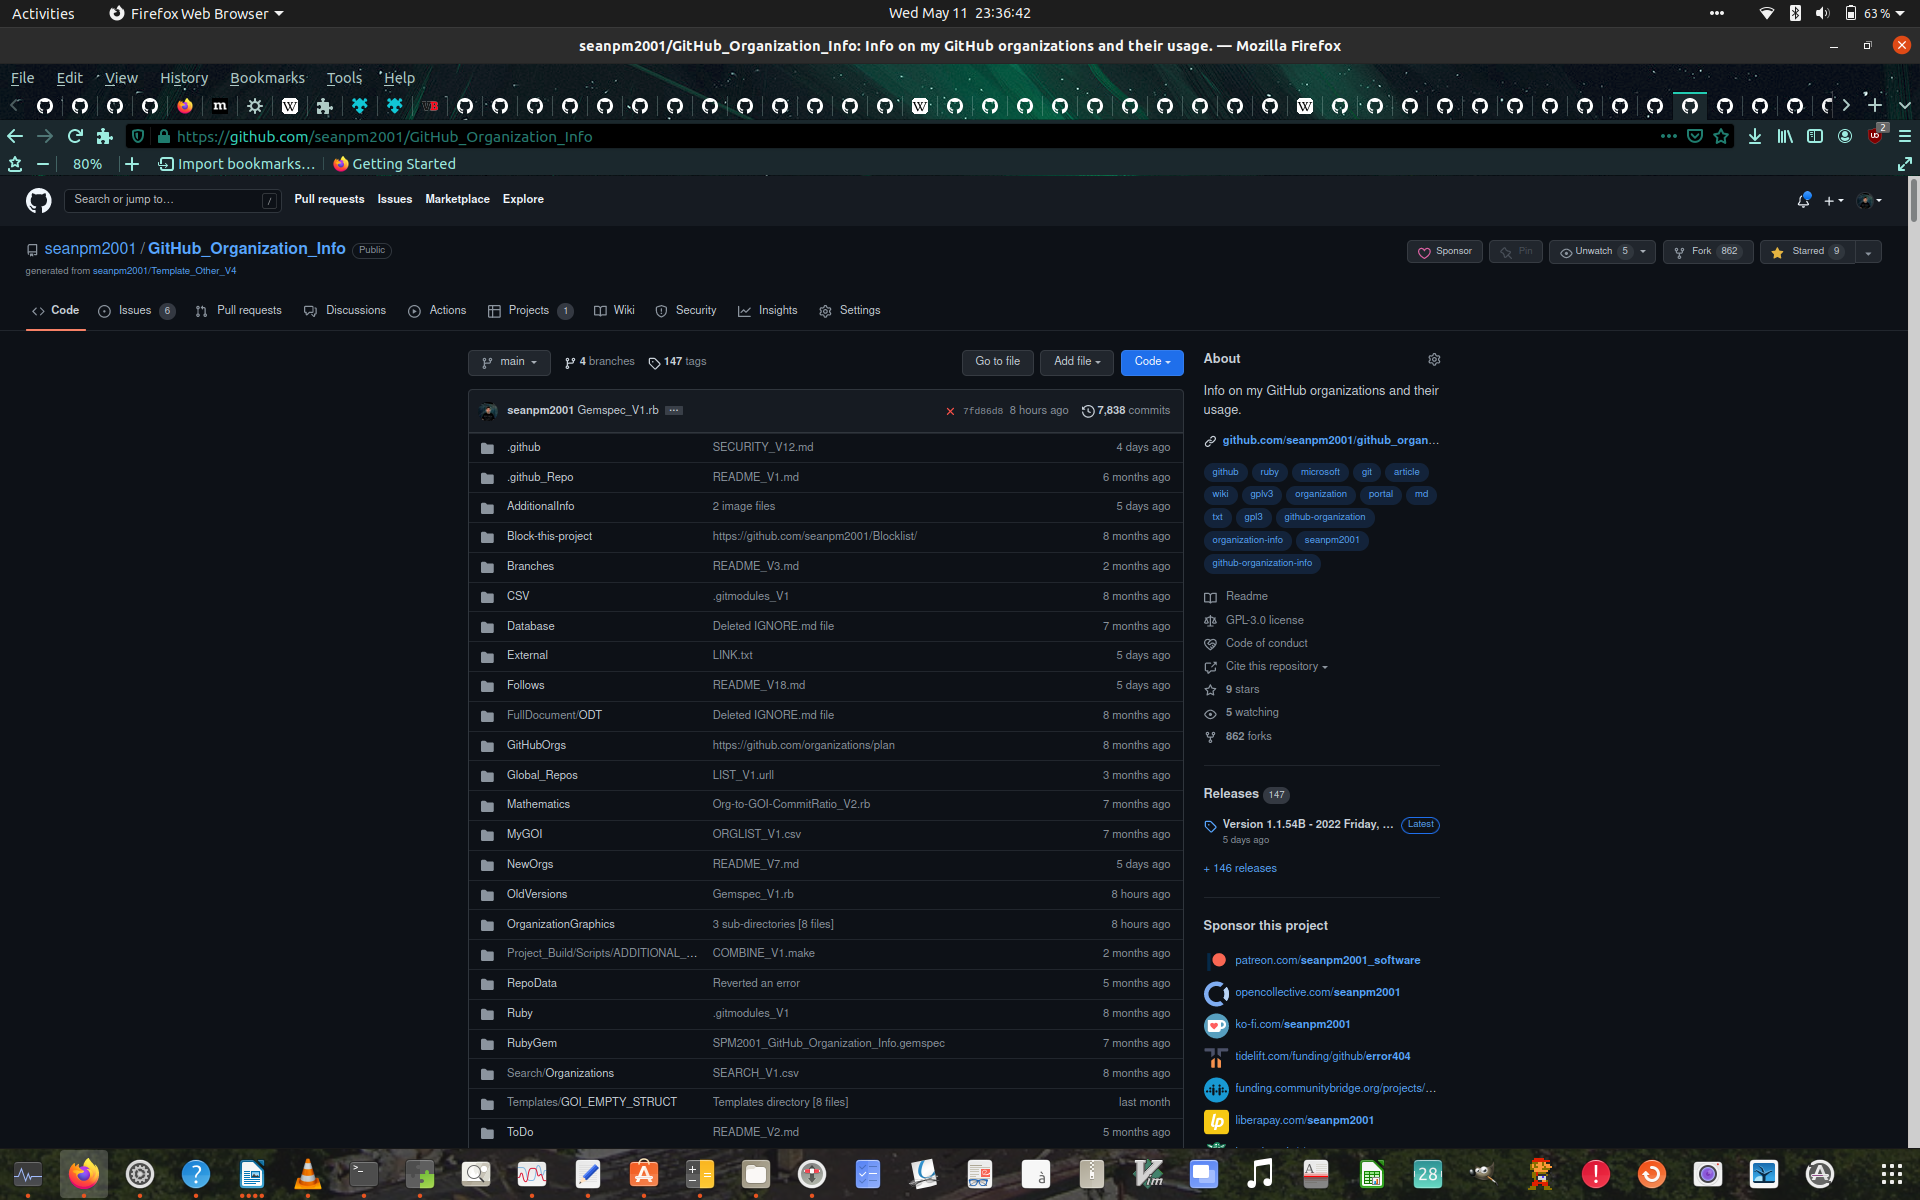 Activities Firefox Web Browser Wed May 11 23:36:42 63 %
seanpm2001/GitHub_Organization_Info: Info on my GitHub organizations and their usage. — Mozilla Firefox
File Edit View History Bookmarks Tools Help
https://github.com/seanpm2001/GitHub_Organization_Info 2
80% Import bookmarks... Getting Started
Search or jump to... / Pull requests Issues Marketplace Explore
seanpm2001 / GitHub_Organization_Info Public Sponsor Pin Unwatch 5 Fork 862 Starred 9
generated from seanpm2001/Template_Other_V4
Code Issues 6 Pull requests Discussions Actions Projects 1 Wiki Security Insights Settings
main 4 branches 147 tags Go to file Add file Code
seanpm2001 Gemspec_V1.rb ... 7fd86d8 8 hours ago 7,838 commits
.github SECURITY_V12.md 4 days ago
.github_Repo README_V1.md 6 months ago
AdditionalInfo 2 image files 5 days ago
Block-this-project https://github.com/seanpm2001/Blocklist/ 8 months ago
Branches README_V3.md 2 months ago
CSV .gitmodules_V1 8 months ago
Database Deleted IGNORE.md file 7 months ago
External LINK.txt 5 days ago
Follows README_V18.md 5 days ago
FullDocument/ODT Deleted IGNORE.md file 8 months ago
GitHubOrgs https://github.com/organizations/plan 8 months ago
Global_Repos LIST_V1.urll 3 months ago
Mathematics Org-to-GOI-CommitRatio_V2.rb 7 months ago
MyGOI ORGLIST_V1.csv 7 months ago
NewOrgs README_V7.md 5 days ago
OldVersions Gemspec_V1.rb 8 hours ago
OrganizationGraphics 3 sub-directories [8 files] 8 hours ago
Project_Build/Scripts/ADDITIONAL_... COMBINE_V1.make 2 months ago
RepoData Reverted an error 5 months ago
Ruby .gitmodules_V1 8 months ago
RubyGem SPM2001_GitHub_Organization_Info.gemspec 7 months ago
Search/Organizations SEARCH_V1.csv 8 months ago
Templates/GOI_EMPTY_STRUCT Templates directory [8 files] last month
ToDo README_V2.md 5 months ago
About
Info on my GitHub organizations and their
usage.
github.com/seanpm2001/github_organ...
github ruby microsoft git article
wiki gplv3 organization portal md
txt gpl3 github-organization
organization-info seanpm2001
github-organization-info
Readme
GPL-3.0 license
Code of conduct
Cite this repository
9 stars
5 watching
862 forks
Releases 147
Version 1.1.54B - 2022 Friday, ... Latest
5 days ago
+ 146 releases
Sponsor this project
patreon.com/seanpm2001_software
opencollective.com/seanpm2001
ko-fi.com/seanpm2001
tidelift.com/funding/github/error404
funding.communitybridge.org/projects/...
lp liberapay.com/seanpm2001
28